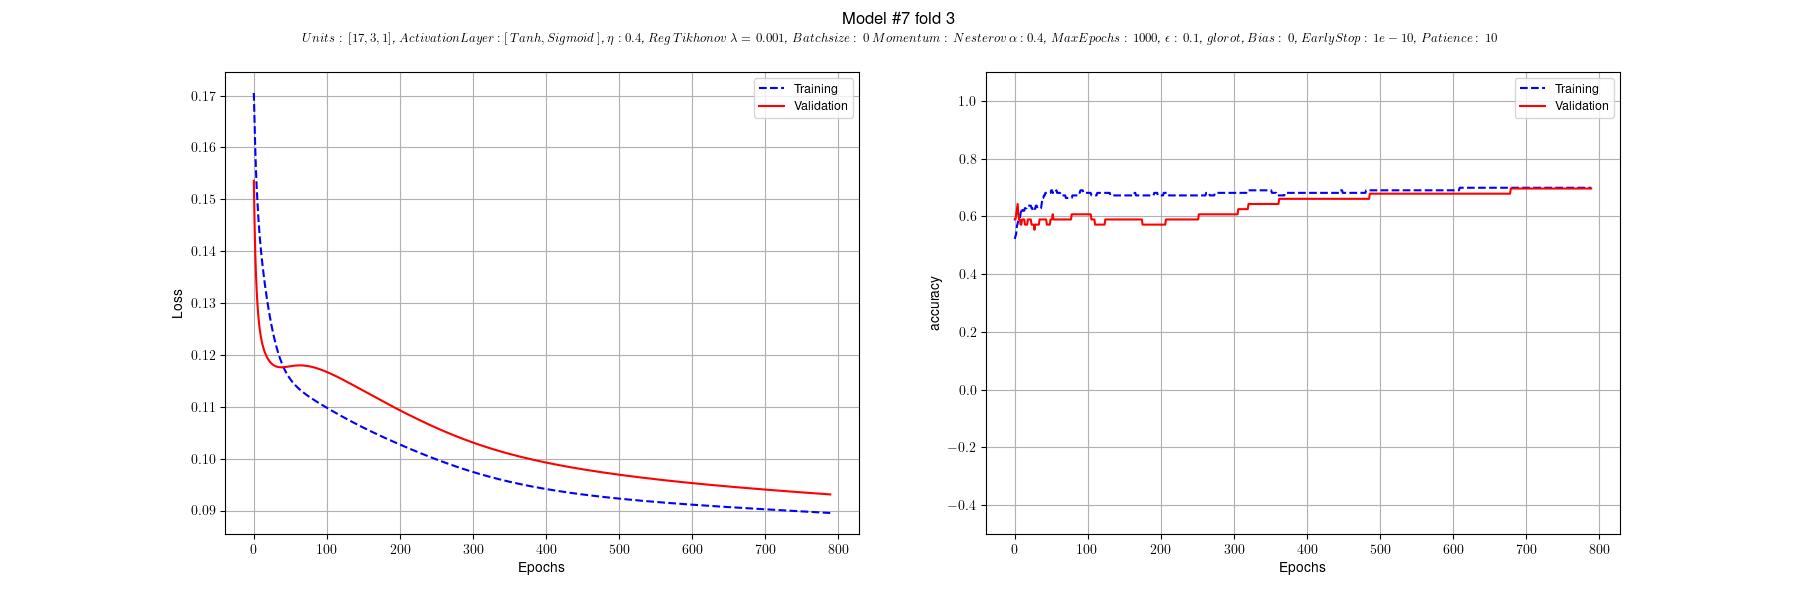 Model #7 fold 3
Units : [17, 3, 1], ActivationLayer : [ Tanh, Sigmoid ], η : 0.4, Reg Tikhonov λ = 0.001, Batchsize : 0 Momentum : Nesterov α : 0.4, MaxEpochs : 1000, ϵ : 0.1, glorot, Bias : 0, EarlyStop : 1e − 10, Patience : 10
Training
Validation
0.17
0.16
0.15
0.14
0.13
0.12
0.11
0.10
0.09
Loss
0 100 200 300 400 500 600 700 800
Epochs
Training
Validation
1.0
0.8
0.6
0.4
0.2
0.0
−0.2
−0.4
accuracy
0 100 200 300 400 500 600 700 800
Epochs